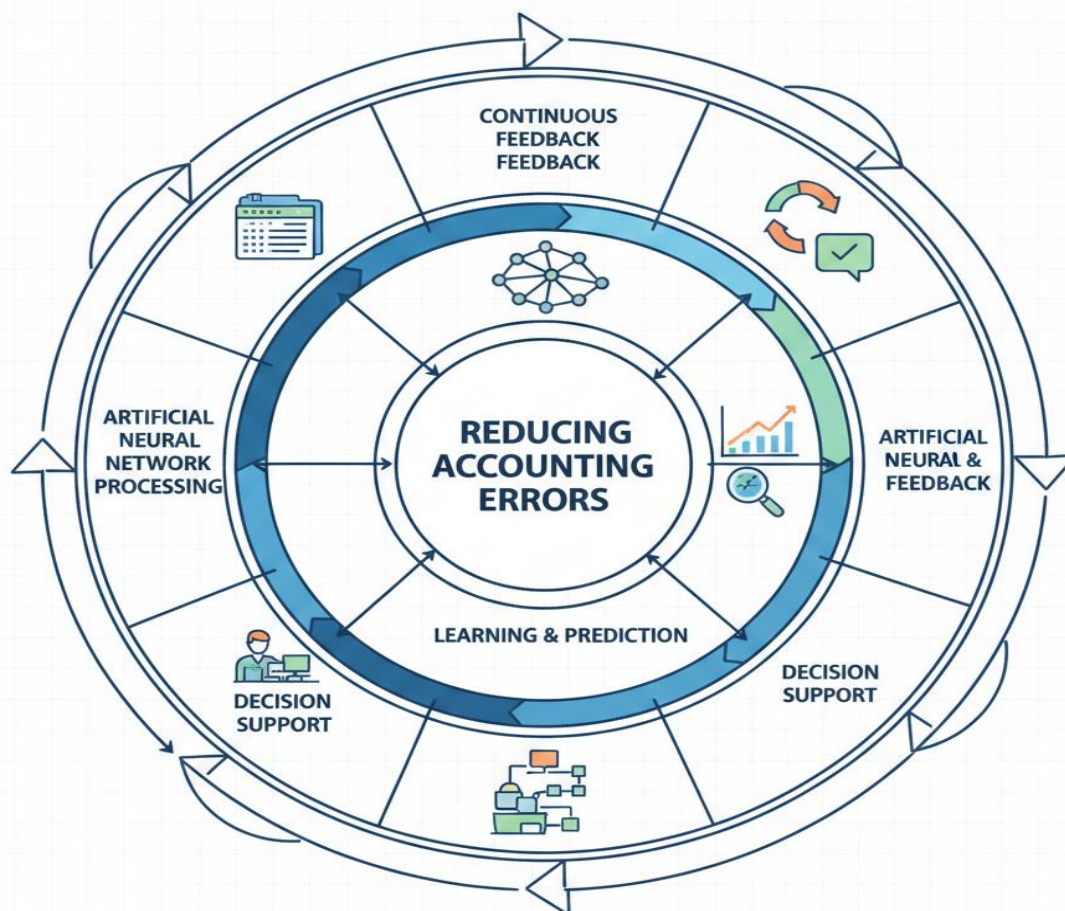 CONTINUOUS
FEEDBACK
FEEDBACK
ARTIFICIAL
NEURAL
NETWORK
PROCESSING
REDUCING
ACCOUNTING
ERRORS
ARTIFICIAL
NEURAL &
FEEDBACK
LEARNING & PREDICTION
DECISION
SUPPORT
DECISION
SUPPORT